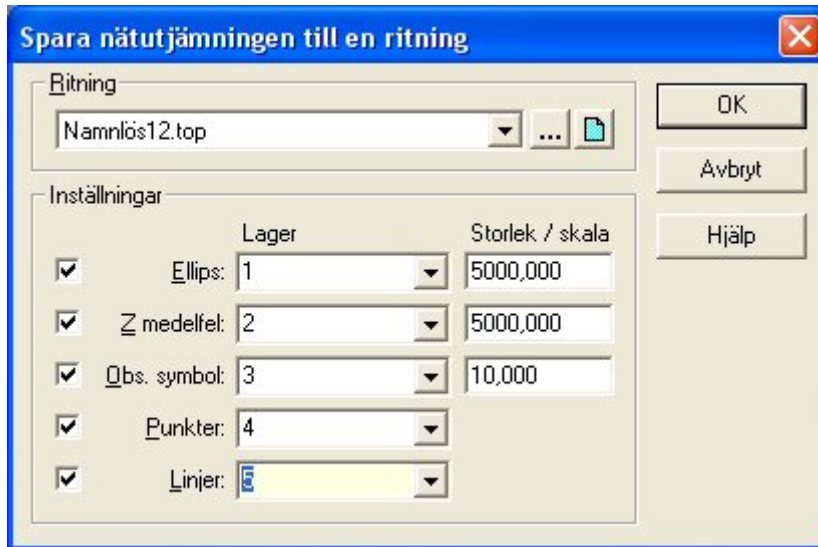 Spara nätutjämningen till en ritning
Ritning
Namnlös12.top
...
OK
Avbryt
Hjälp
Inställningar
Lager Storlek / skala
Ellips: 1 5000,000
Z medelfel: 2 5000,000
Obs. symbol: 3 10,000
Punkter: 4
Linjer: 5